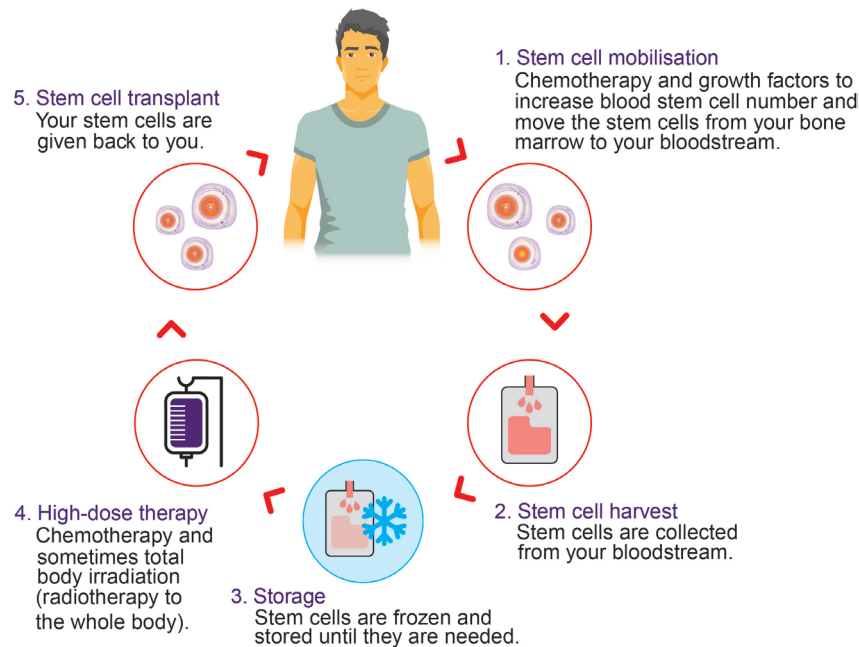 1. Stem cell mobilisation
Chemotherapy and growth factors to
increase blood stem cell number and
move the stem cells from your bone
marrow to your bloodstream.
2. Stem cell harvest
Stem cells are collected
from your bloodstream.
3. Storage
Stem cells are frozen and
stored until they are needed.
4. High-dose therapy
Chemotherapy and
sometimes total
body irradiation
(radiotherapy to
the whole body).
5. Stem cell transplant
Your stem cells are
given back to you.